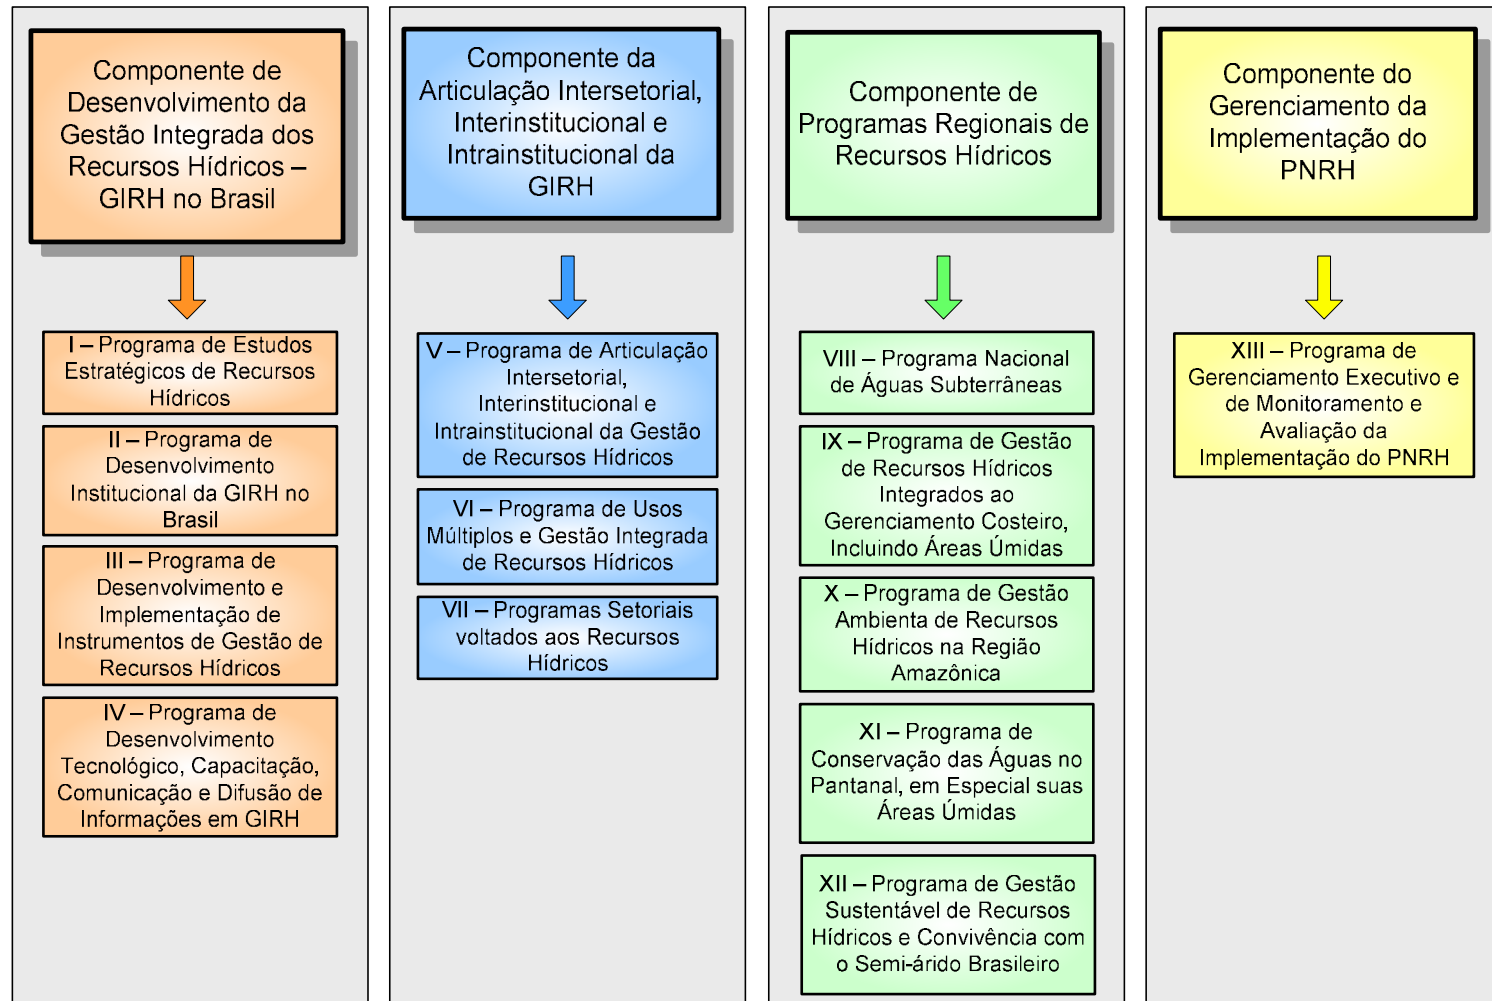 Componente de
Desenvolvimento da
Gestão Integrada dos
Recursos Hídricos –
GIRH no Brasil
I – Programa de Estudos
Estratégicos de Recursos
Hídricos
II – Programa de
Desenvolvimento
Institucional da GIRH no
Brasil
III – Programa de
Desenvolvimento e
Implementação de
Instrumentos de Gestão de
Recursos Hídricos
IV – Programa de
Desenvolvimento
Tecnológico, Capacitação,
Comunicação e Difusão de
Informações em GIRH
Componente da
Articulação Intersetorial,
Interinstitucional e
Intrainstitucional da
GIRH
V – Programa de Articulação
Intersetorial,
Interinstitucional e
Intrainstitucional da Gestão
de Recursos Hídricos
VI – Programa de Usos
Múltiplos e Gestão Integrada
de Recursos Hídricos
VII – Programas Setoriais
voltados aos Recursos
Hídricos
Componente de
Programas Regionais de
Recursos Hídricos
VIII – Programa Nacional
de Águas Subterrâneas
IX – Programa de Gestão
de Recursos Hídricos
Integrados ao
Gerenciamento Costeiro,
Incluindo Áreas Úmidas
X – Programa de Gestão
Ambienta de Recursos
Hídricos na Região
Amazônica
XI – Programa de
Conservação das Águas no
Pantanal, em Especial suas
Áreas Úmidas
XII – Programa de Gestão
Sustentável de Recursos
Hídricos e Convivência com
o Semi-árido Brasileiro
Componente do
Gerenciamento da
Implementação do
PNRH
XIII – Programa de
Gerenciamento Executivo e
de Monitoramento e
Avaliação da
Implementação do PNRH